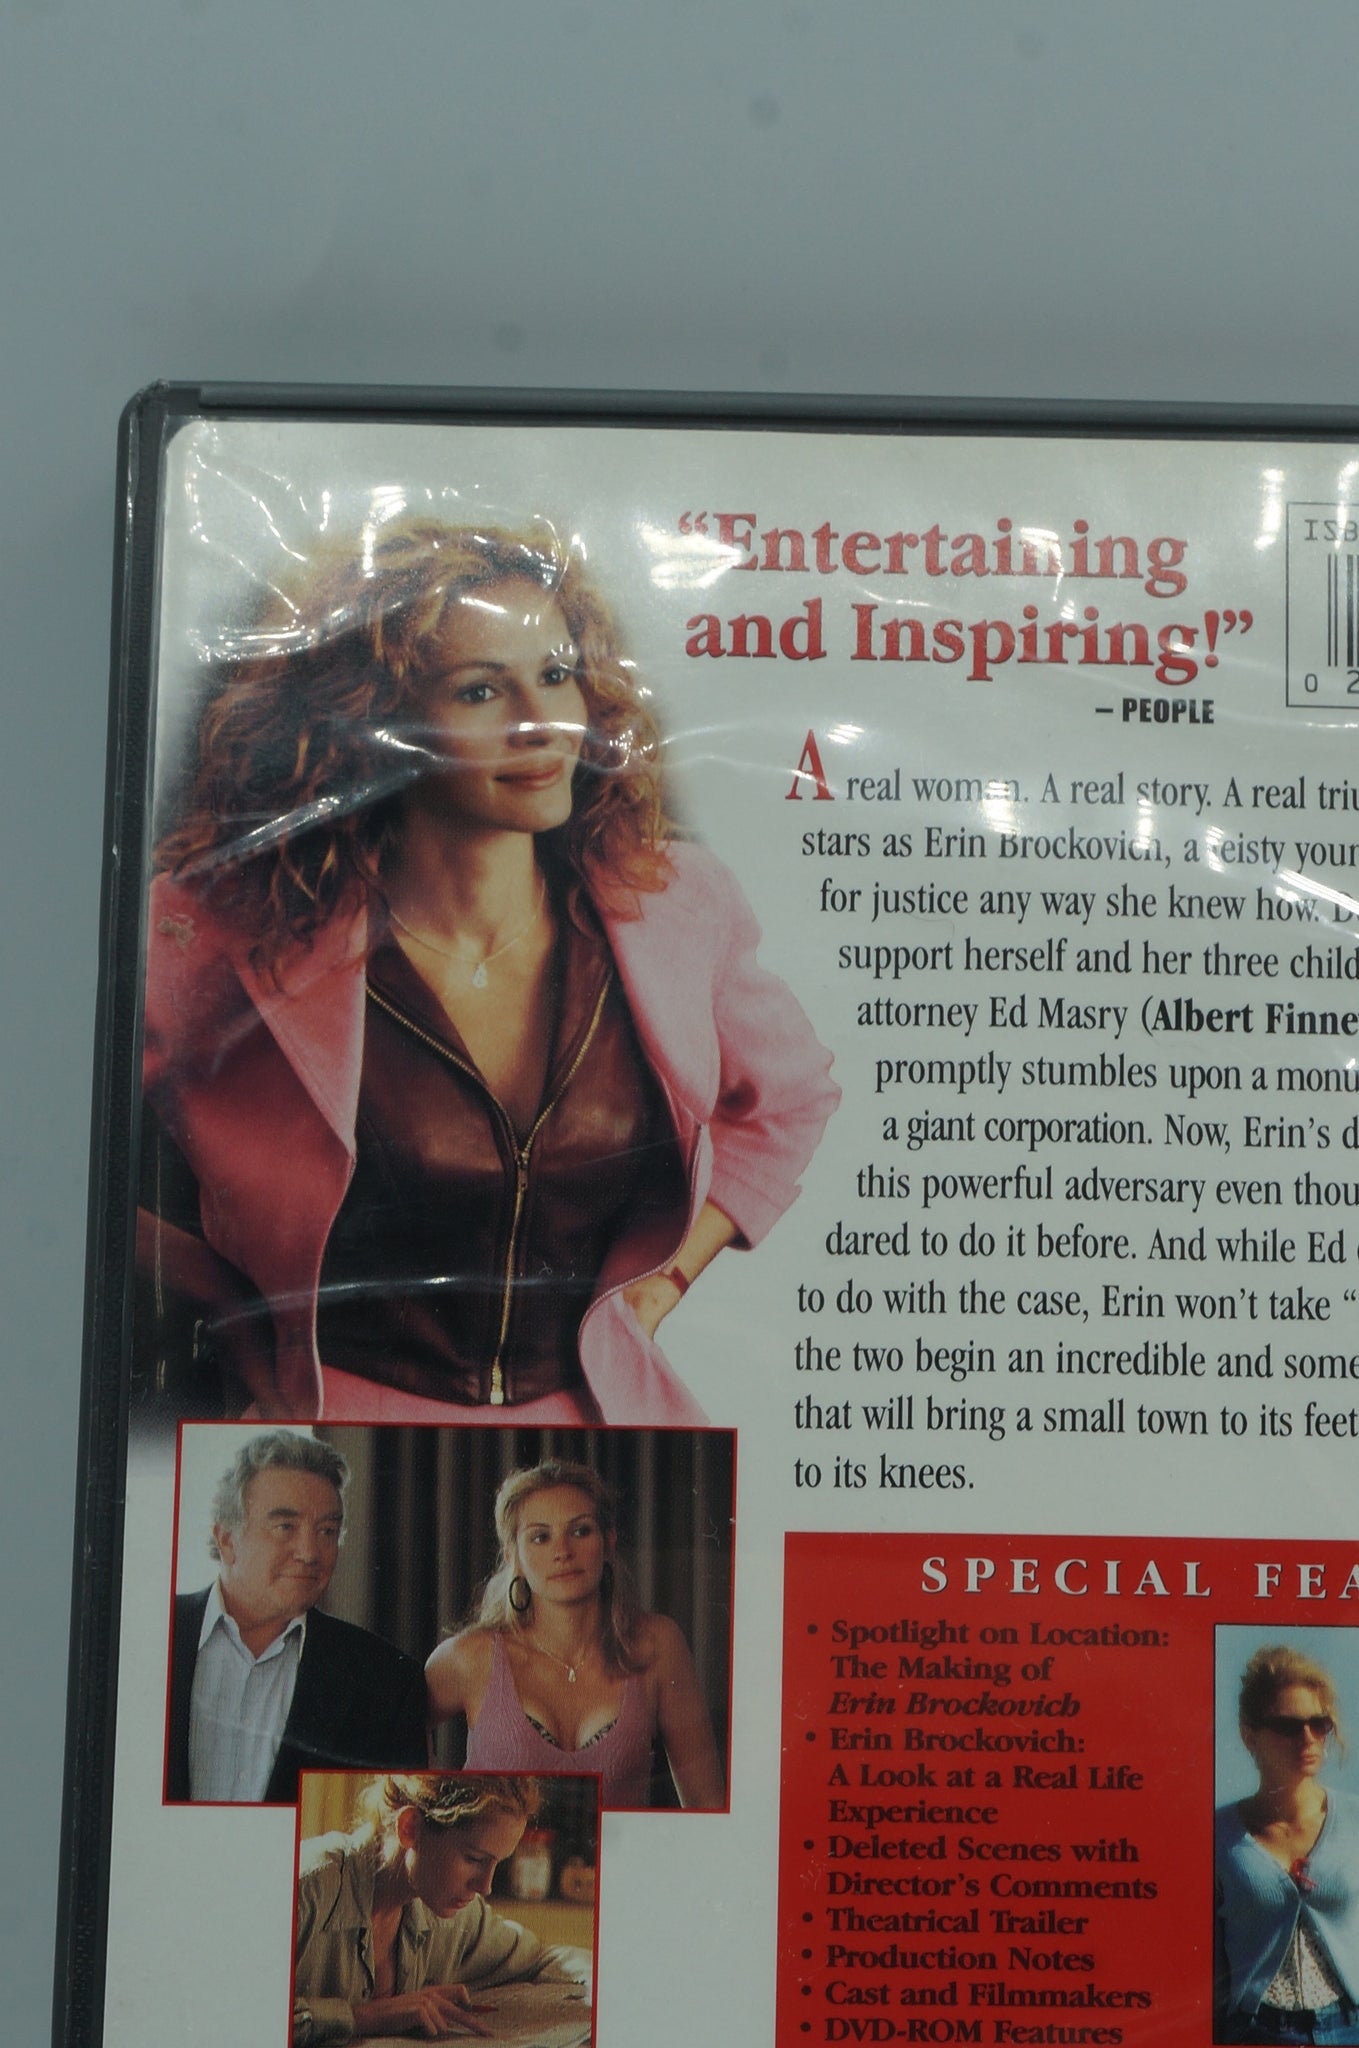 “Entertaining
and Inspiring!”
– PEOPLE
ISB
0 2
A real woman. A real story. A real triu
stars as Erin Brockovich, a feisty youn
for justice any way she knew how. D
support herself and her three child
attorney Ed Masry (Albert Finney
promptly stumbles upon a monu
a giant corporation. Now, Erin’s d
this powerful adversary even thou
dared to do it before. And while Ed
to do with the case, Erin won’t take “
the two begin an incredible and some
that will bring a small town to its feet
to its knees.
SPECIAL FEA
• Spotlight on Location:
The Making of
Erin Brockovich
• Erin Brockovich:
A Look at a Real Life
Experience
• Deleted Scenes with
Director’s Comments
• Theatrical Trailer
• Production Notes
• Cast and Filmmakers
• DVD-ROM Features